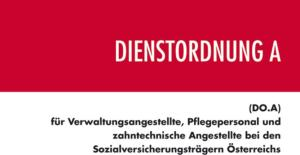 DIENSTORDNUNG A
(DO.A)
für Verwaltungsangestellte, Pflegepersonal und
zahntechnische Angestellte bei den
Sozialversicherungsträgern Österreichs